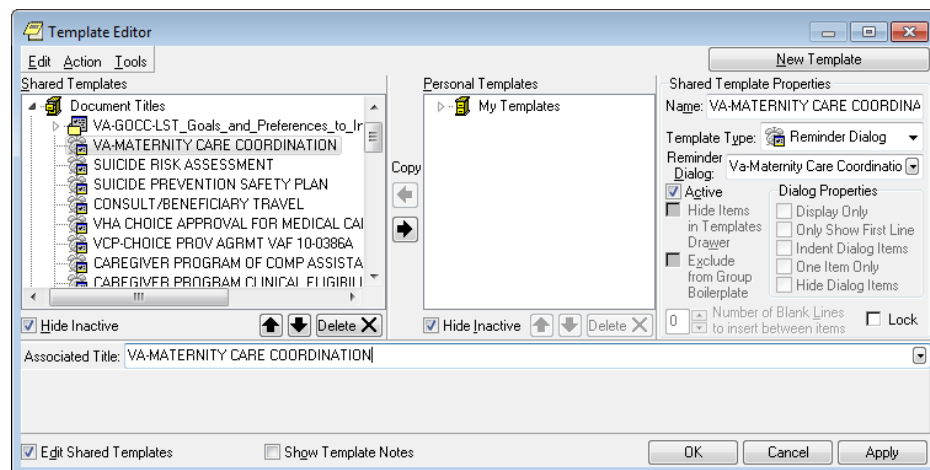 Template Editor
Edit Action Tools
New Template
Shared Templates
Document Titles
VA-GOCC-LST_Goals_and_Preferences_to_Ir
VA-MATERNITY CARE COORDINATION
SUICIDE RISK ASSESSMENT
SUICIDE PREVENTION SAFETY PLAN
CONSULT/BENEFICIARY TRAVEL
VHA CHOICE APPROVAL FOR MEDICAL CAI
VCP-CHOICE PROV AGRMT VAF 10-0386A
CAREGIVER PROGRAM OF COMP ASSISTA
CAREGIVER PROGRAM CLINICAL ELIGIBILI
Hide Inactive
Delete
Copy
Personal Templates
My Templates
Hide Inactive
Delete
Shared Template Properties
Name: VA-MATERNITY CARE COORDINA
Template Type: Reminder Dialog
Reminder
Dialog: Va-Maternity Care Coordinatio
Active
Hide Items
in Templates
Drawer
Exclude
from Group
Boilerplate
Dialog Properties
Display Only
Only Show First Line
Indent Dialog Items
One Item Only
Hide Dialog Items
0 Number of Blank Lines
to insert between items
Lock
Associated Title: VA-MATERNITY CARE COORDINATION
Edit Shared Templates
Show Template Notes
OK Cancel Apply